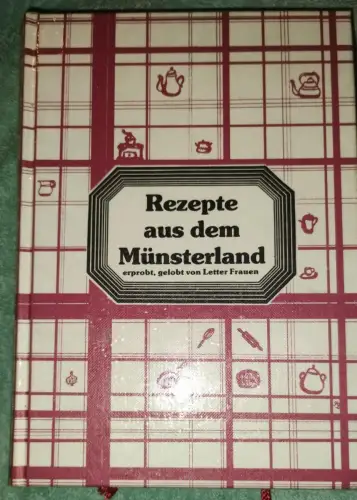 Rezepte
aus dem
Münsterland
erprobt, gelobt von Letter Frauen